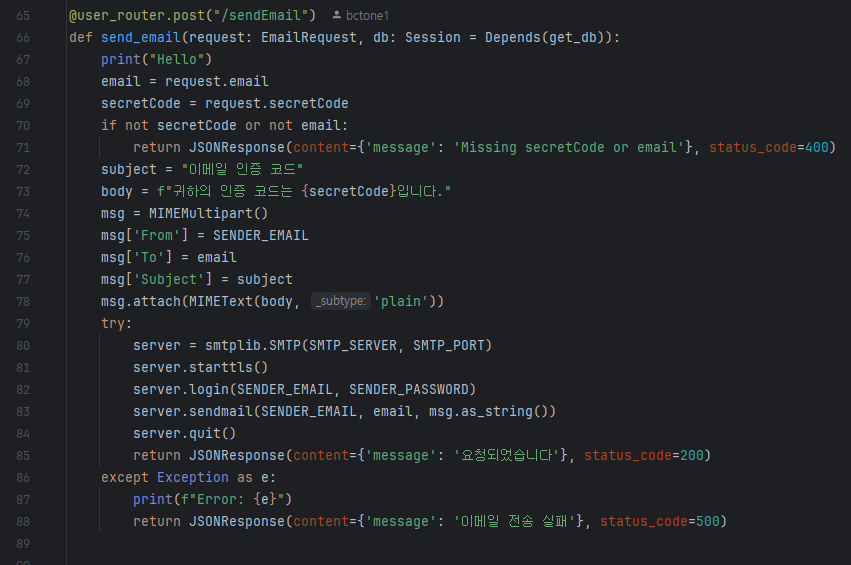 65 @user_router.post("/sendEmail") bctone1
66 def send_email(request: EmailRequest, db: Session = Depends(get_db)):
67     print("Hello")
68     email = request.email
69     secretCode = request.secretCode
70     if not secretCode or not email:
71         return JSONResponse(content={'message': 'Missing secretCode or email'}, status_code=400)
72     subject = "이메일 인증 코드"
73     body = f"귀하의 인증 코드는 {secretCode}입니다."
74     msg = MIMEMultipart()
75     msg['From'] = SENDER_EMAIL
76     msg['To'] = email
77     msg['Subject'] = subject
78     msg.attach(MIMEText(body, _subtype: 'plain'))
79     try:
80         server = smtplib.SMTP(SMTP_SERVER, SMTP_PORT)
81         server.starttls()
82         server.login(SENDER_EMAIL, SENDER_PASSWORD)
83         server.sendmail(SENDER_EMAIL, email, msg.as_string())
84         server.quit()
85         return JSONResponse(content={'message': '요청되었습니다'}, status_code=200)
86     except Exception as e:
87         print(f"Error: {e}")
88         return JSONResponse(content={'message': '이메일 전송 실패'}, status_code=500)
89